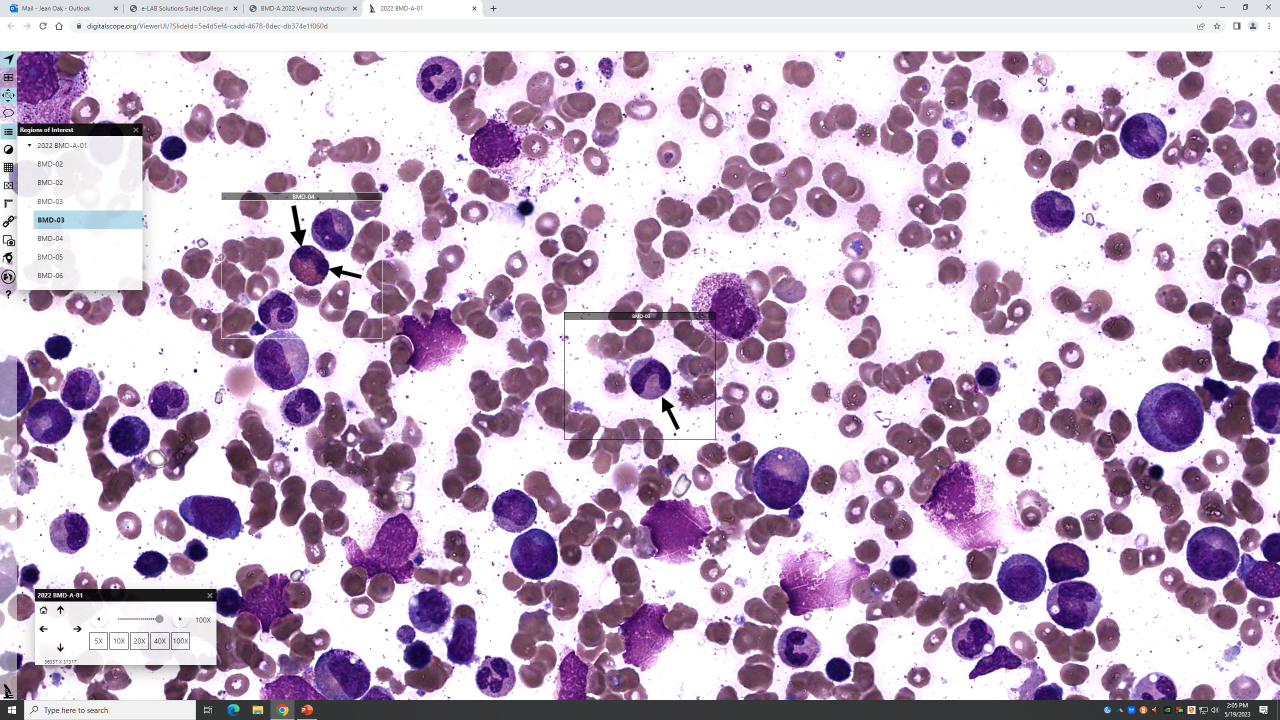 Mail - Jean Oak - Outlook
e-LAB Solutions Suite | College o
BMD-A 2022 Viewing Instruction
2022 BMD-A-01
digitalscope.org/ViewerUI/?SlideId=5e4d5ef4-cadd-4678-8dec-db374e1f060d
Regions of Interest
2022 BMD-A-01
BMD-02
BMD-02
BMD-03
BMD-03
BMD-04
BMD-05
BMD-06
BMD-04
BMD-03
2022 BMD-A-01
100X
5X 10X 20X 40X 100X
Type here to search
2:05 PM
5/19/2023